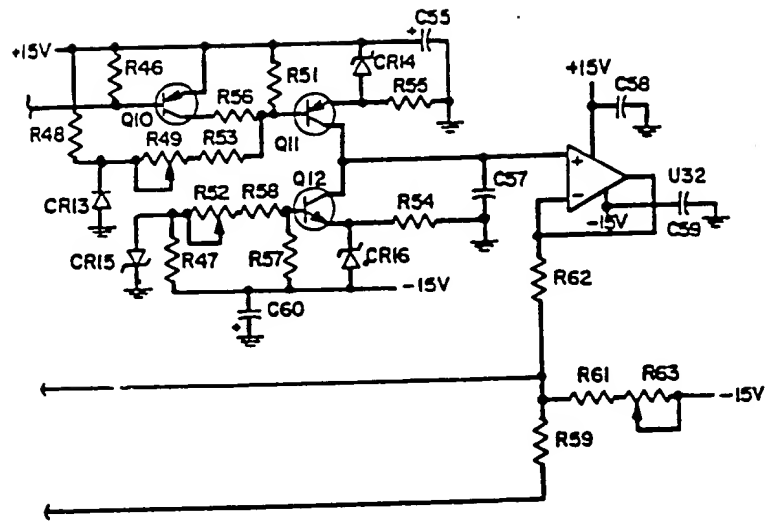 C55
+
+15V
R46
CR14
R51
+15V
C58
R56
R55
Q10
R48
R49
R53
Q11
Q12
+
U32
C57
R52
R58
R54
-
-15V
C59
CR13
CR15
R47
R57
CR16
R62
-15V
C60
+
R61
R63
-15V
R59